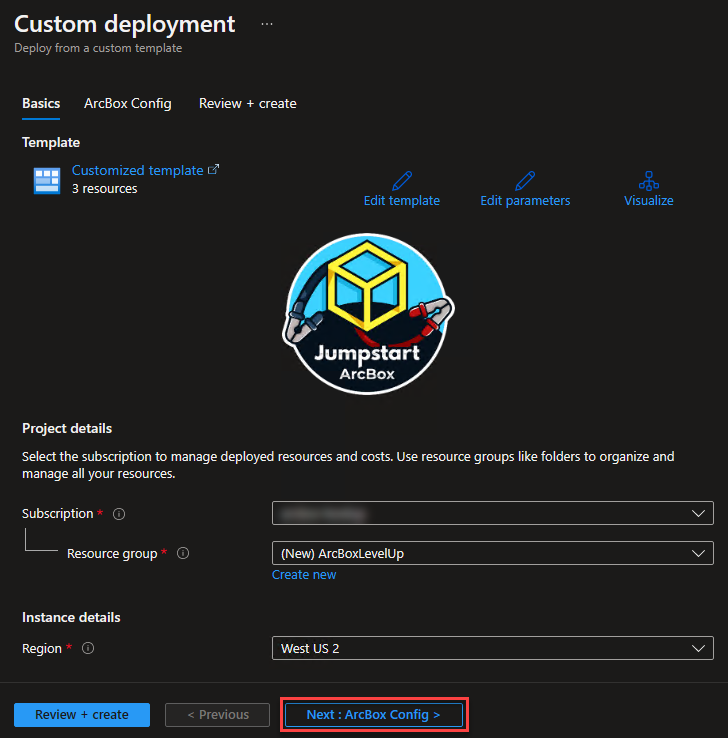 Custom deployment ...
Deploy from a custom template
Basics ArcBox Config Review + create
Template
Customized template
3 resources
Edit template Edit parameters Visualize
Jumpstart
ArcBox
Project details
Select the subscription to manage deployed resources and costs. Use resource groups like folders to organize and
manage all your resources.
Subscription *
Resource group * (New) ArcBoxLevelUp
Create new
Instance details
Region * West US 2
Review + create < Previous Next : ArcBox Config >